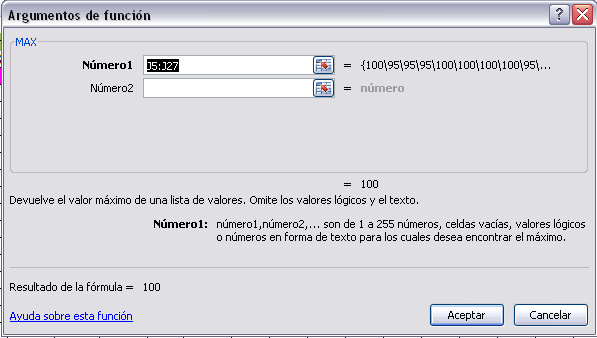 Argumentos de función
MAX
Número1 J5:J27 = {100\95\95\95\100\100\100\100\95\...
Número2 = número
= 100
Devuelve el valor máximo de una lista de valores. Omite los valores lógicos y el texto.
Número1: número1,número2,... son de 1 a 255 números, celdas vacías, valores lógicos
o números en forma de texto para los cuales desea encontrar el máximo.
Resultado de la fórmula = 100
Ayuda sobre esta función Aceptar Cancelar